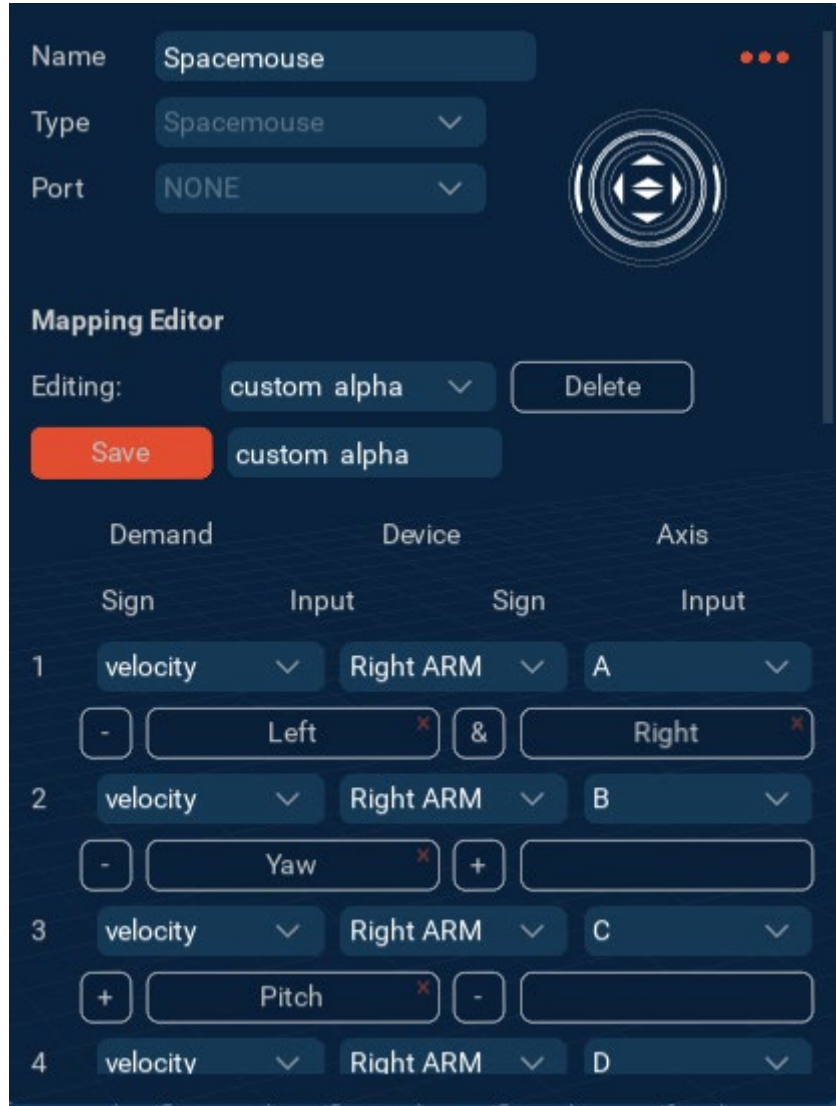 Name Spacemouse
Type Spacemouse
Port NONE
Mapping Editor
Editing: custom alpha Delete
Save custom alpha
Demand Device Axis
Sign Input Sign Input
1 velocity Right ARM A
- Left x & Right x
2 velocity Right ARM B
- Yaw x +
3 velocity Right ARM C
+ Pitch x -
4 velocity Right ARM D